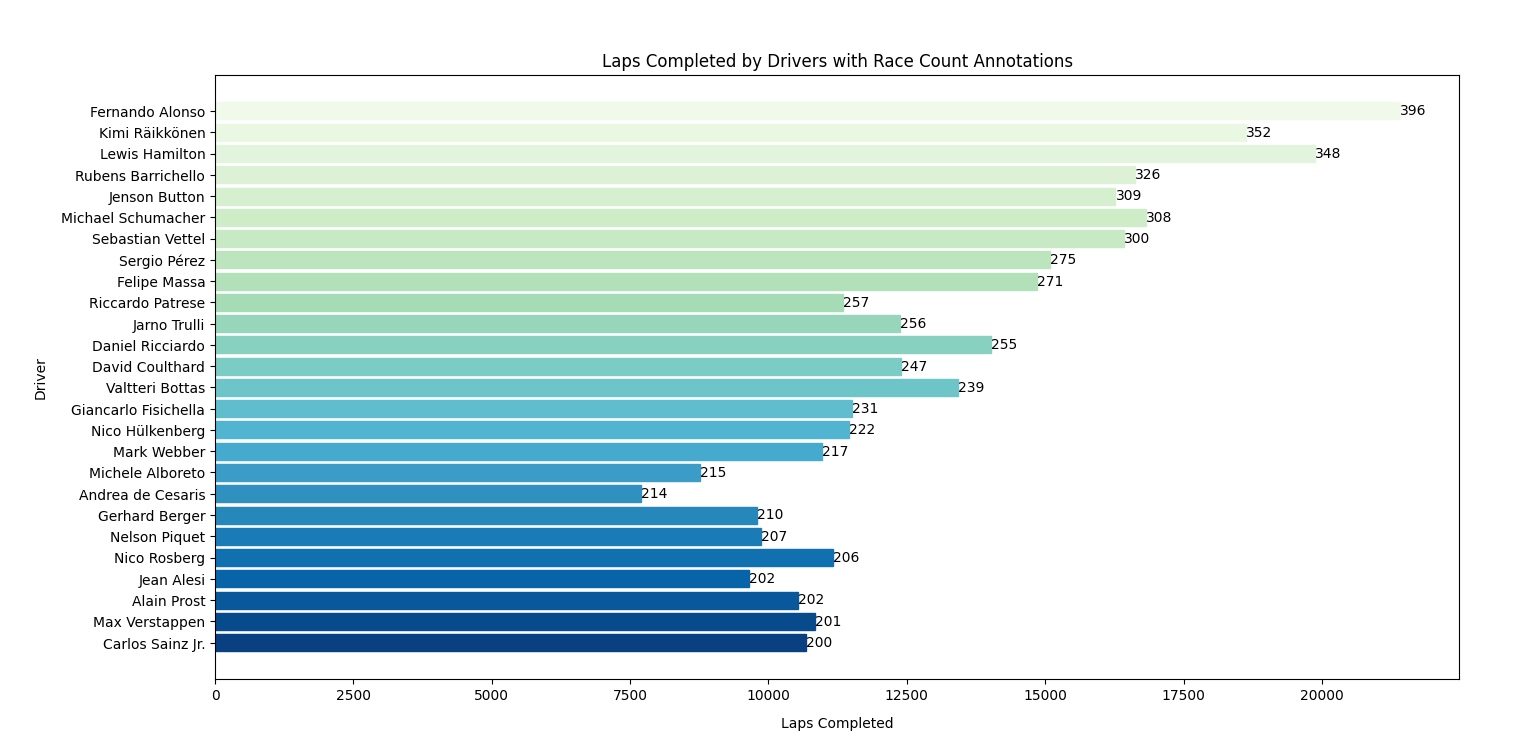 Laps Completed by Drivers with Race Count Annotations
Driver
Fernando Alonso 396
Kimi Räikkönen 352
Lewis Hamilton 348
Rubens Barrichello 326
Jenson Button 309
Michael Schumacher 308
Sebastian Vettel 300
Sergio Pérez 275
Felipe Massa 271
Riccardo Patrese 257
Jarno Trulli 256
Daniel Ricciardo 255
David Coulthard 247
Valtteri Bottas 239
Giancarlo Fisichella 231
Nico Hülkenberg 222
Mark Webber 217
Michele Alboreto 215
Andrea de Cesaris 214
Gerhard Berger 210
Nelson Piquet 207
Nico Rosberg 206
Jean Alesi 202
Alain Prost 202
Max Verstappen 201
Carlos Sainz Jr. 200
0 2500 5000 7500 10000 12500 15000 17500 20000
Laps Completed